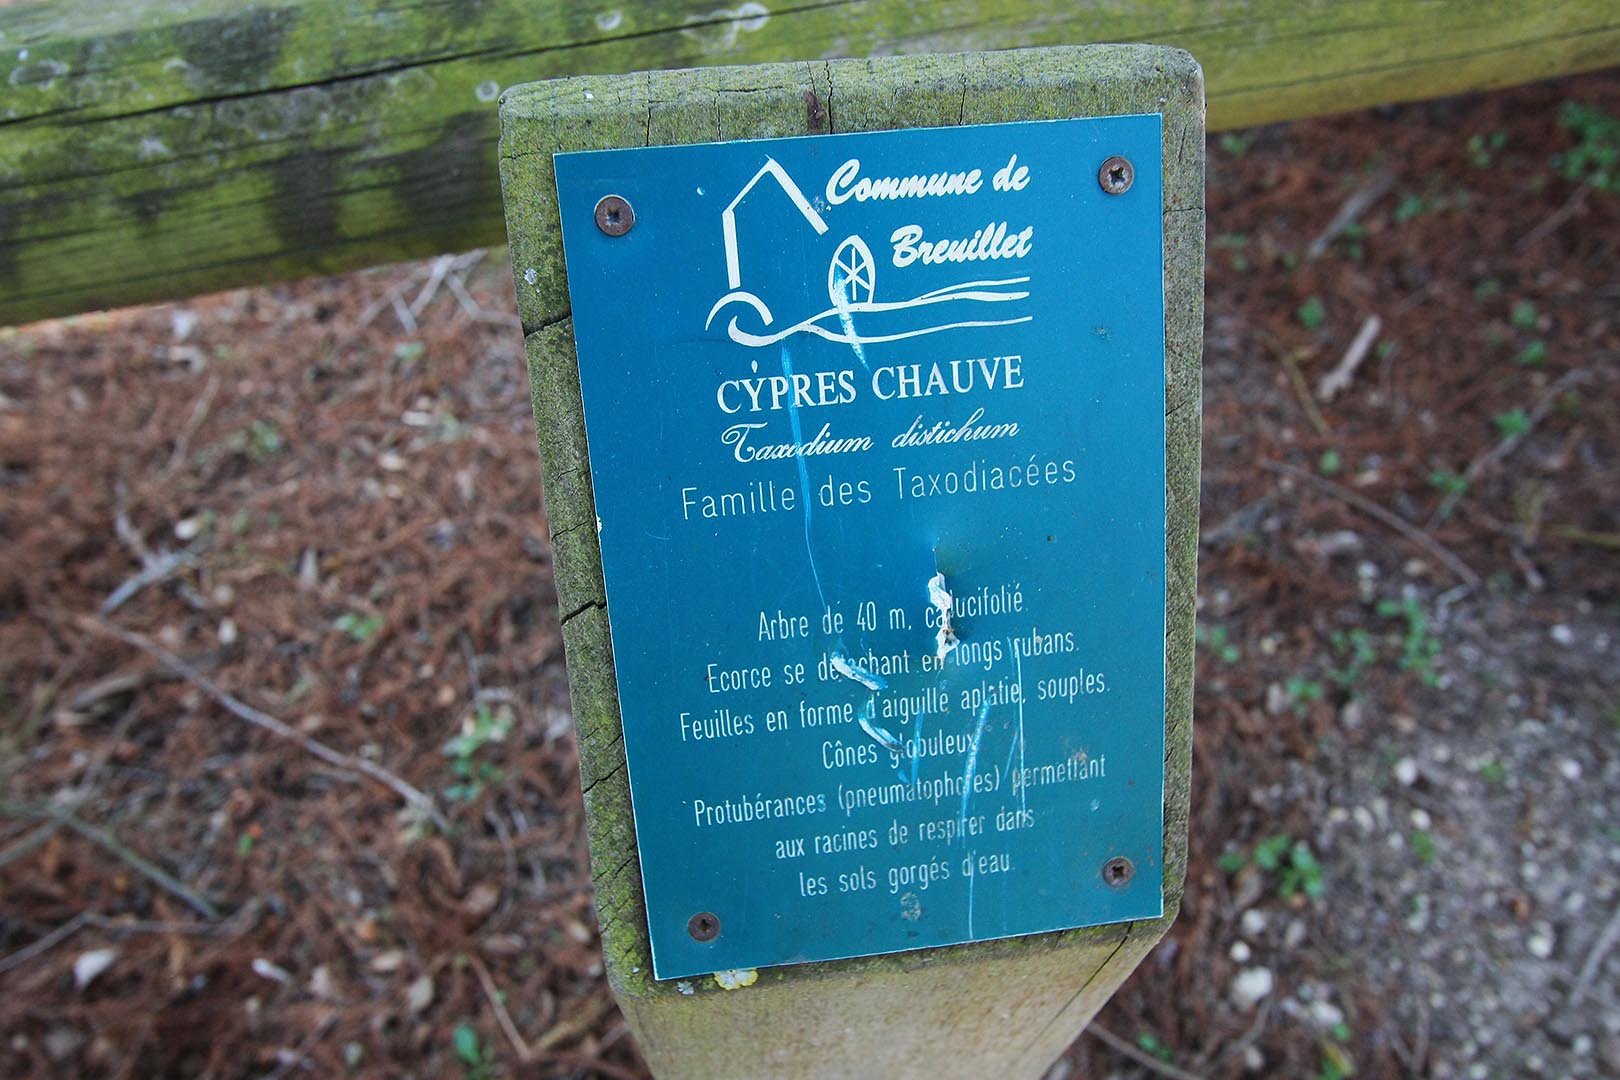 Commune de
Breuillet
CYPRES CHAUVE
Taxodium distichum
Famille des Taxodiacées
Arbre de 40 m, caducifolié.
Ecorce se détachant en longs rubans.
Feuilles en forme d'aiguille aplatie, souples.
Cônes globuleux
Protubérances (pneumatophores) permettant
aux racines de respirer dans
les sols gorgés d'eau.